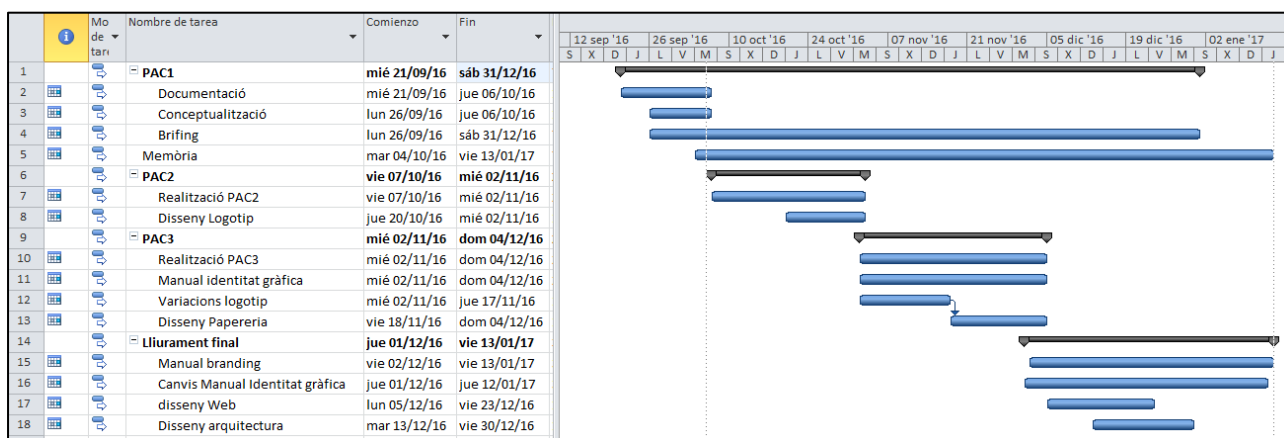 Mo de tare Nombre de tarea Comienzo Fin
12 sep '16 26 sep '16 10 oct '16 24 oct '16 07 nov '16 21 nov '16 05 dic '16 19 dic '16 02 ene '17
S X D J L V M S X D J L V M S X D J L V M S X D J L V M S X D J
1 PAC1 mié 21/09/16 sáb 31/12/16
2 Documentació mié 21/09/16 jue 06/10/16
3 Conceptualització lun 26/09/16 jue 06/10/16
4 Brifing lun 26/09/16 sáb 31/12/16
5 Memòria mar 04/10/16 vie 13/01/17
6 PAC2 vie 07/10/16 mié 02/11/16
7 Realització PAC2 vie 07/10/16 mié 02/11/16
8 Disseny Logotip jue 20/10/16 mié 02/11/16
9 PAC3 mié 02/11/16 dom 04/12/16
10 Realització PAC3 mié 02/11/16 dom 04/12/16
11 Manual identitat gràfica mié 02/11/16 dom 04/12/16
12 Variacions logotip mié 02/11/16 jue 17/11/16
13 Disseny Papereria vie 18/11/16 dom 04/12/16
14 Lliurament final jue 01/12/16 vie 13/01/17
15 Manual branding vie 02/12/16 vie 13/01/17
16 Canvis Manual Identitat gràfica jue 01/12/16 jue 12/01/17
17 disseny Web lun 05/12/16 vie 23/12/16
18 Disseny arquitectura mar 13/12/16 vie 30/12/16